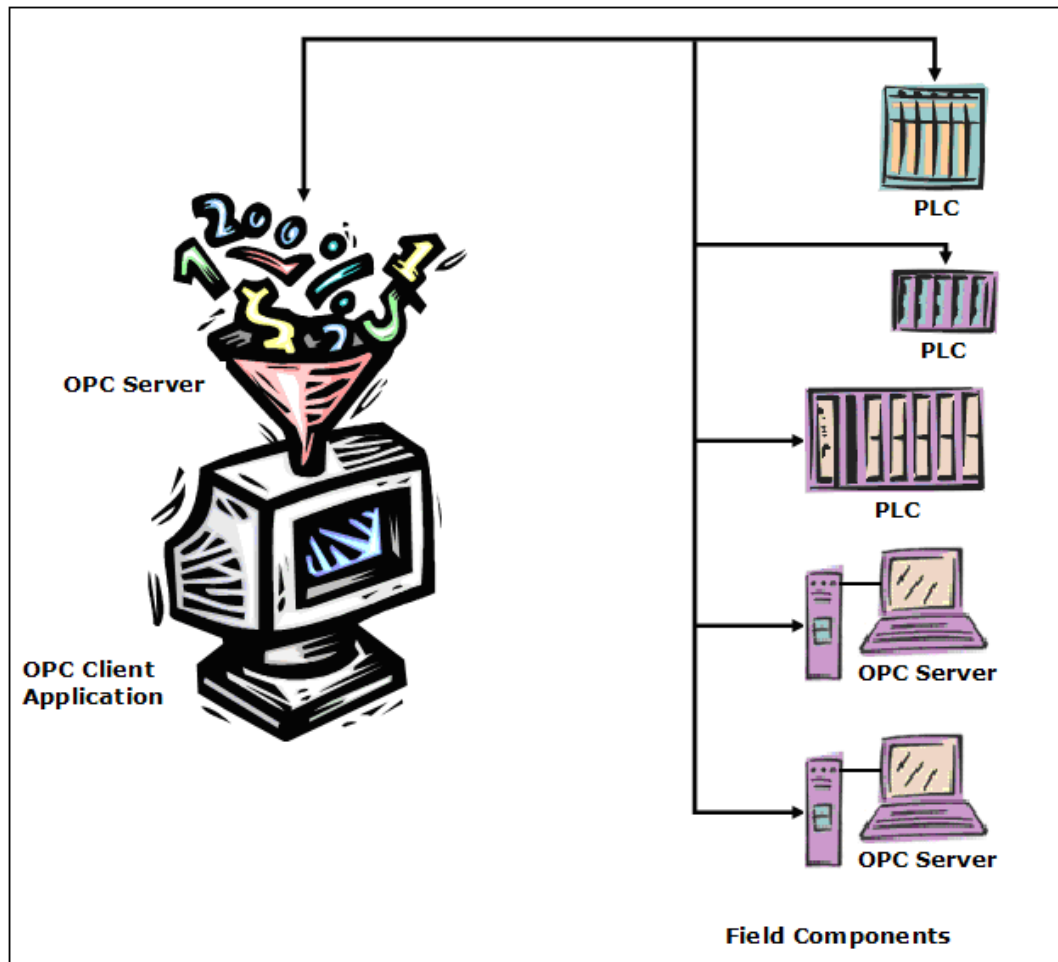 PLC
PLC
OPC Server
PLC
OPC Server
OPC Client
Application
OPC Server
Field Components